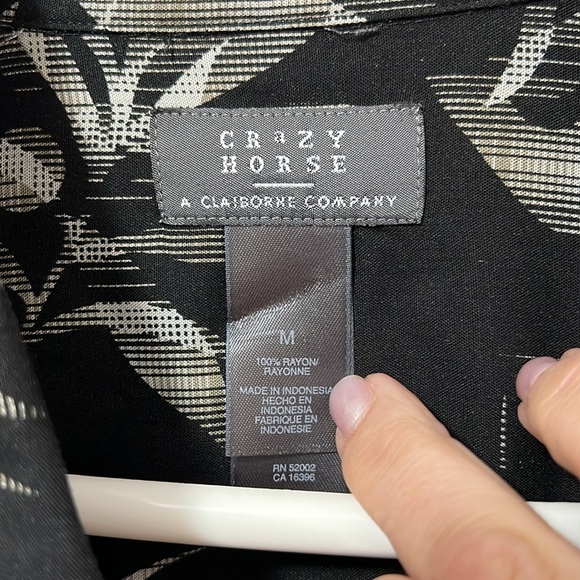 CRaZY
HORSE
A CLAIBORNE COMPANY
M
100% RAYON/
RAYONNE
MADE IN INDONESIA
HECHO EN
INDONESIA
FABRIQUE EN
INDONESIE
RN 52002
CA 16396